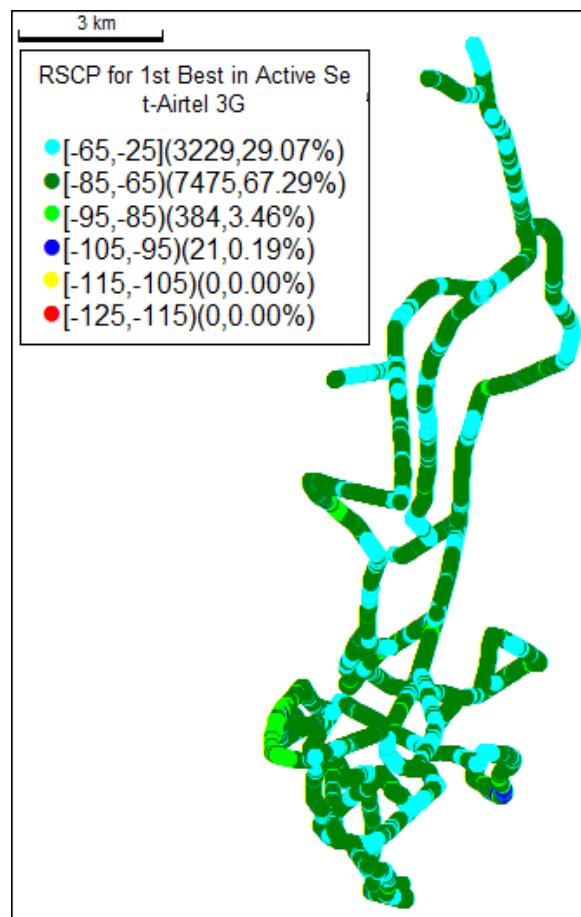 3 km
RSCP for 1st Best in Active Se
t-Airtel 3G
[-65,-25](3229,29.07%)
[-85,-65)(7475,67.29%)
[-95,-85)(384,3.46%)
[-105,-95)(21,0.19%)
[-115,-105)(0,0.00%)
[-125,-115)(0,0.00%)